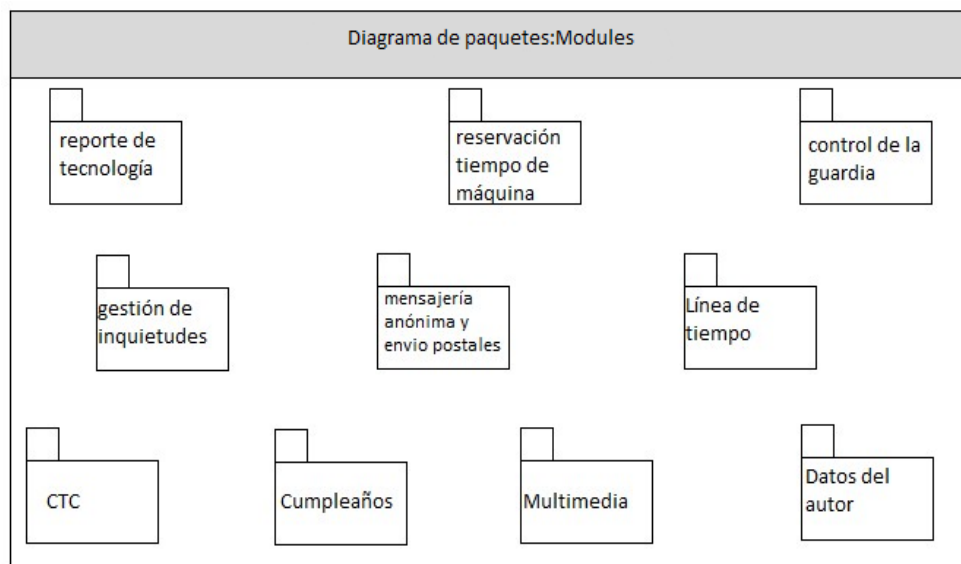 Diagrama de paquetes:Modules
reporte de
tecnología
reservación
tiempo de
máquina
control de la
guardia
gestión de
inquietudes
mensajería
anónima y
envio postales
Línea de
tiempo
CTC
Cumpleaños
Multimedia
Datos del
autor